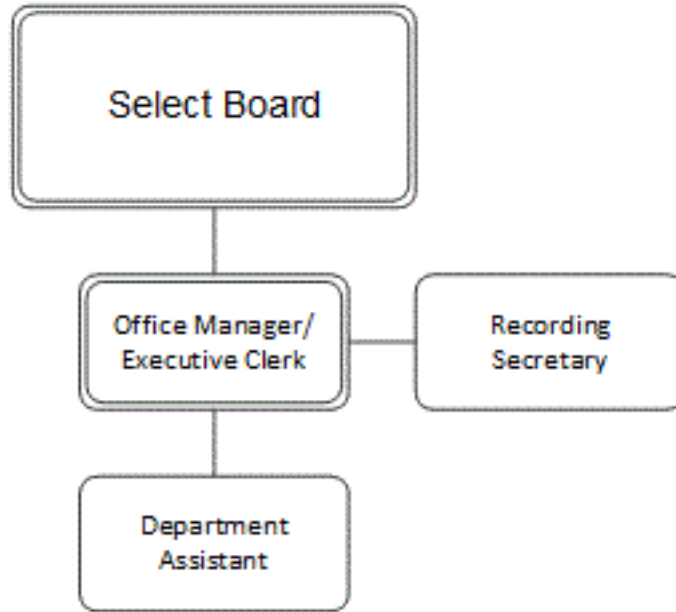 Select Board
Office Manager/
Executive Clerk
Recording
Secretary
Department
Assistant